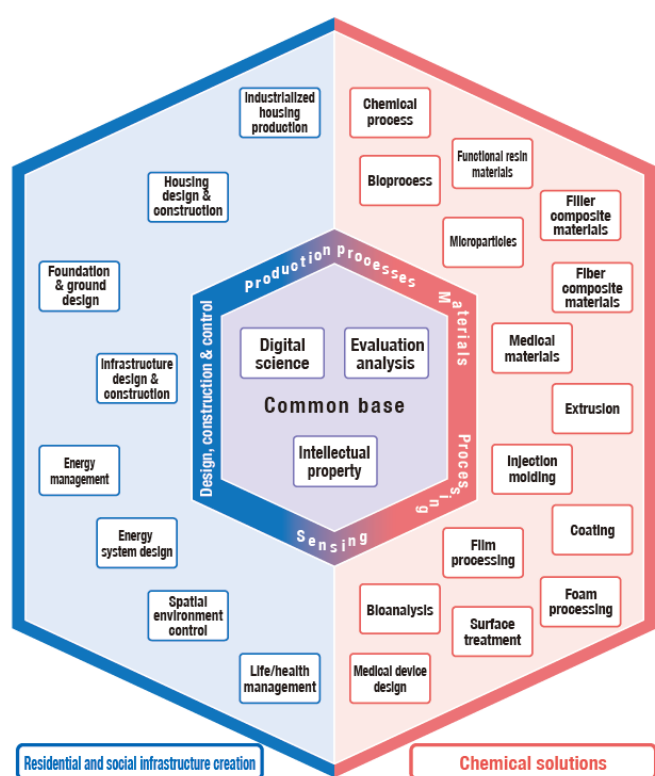 Industrialized
housing
production
Chemical
process
Functional resin
materials
Bioprocess
Housing
design &
construction
Filler
composite
materials
Microparticles
Production processes
Foundation
& ground
design
Fiber
composite
materials
Materials
Digital
science
Evaluation
analysis
Medical
materials
Infrastructure
design &
construction
Design, construction & control
Common base
Extrusion
Intellectual
property
Processing
Injection
molding
Energy
management
Sensing
Coating
Energy
system design
Film
processing
Spatial
environment
control
Bioanalysis
Surface
treatment
Foam
processing
Life/health
management
Medical device
design
Residential and social infrastructure creation
Chemical solutions